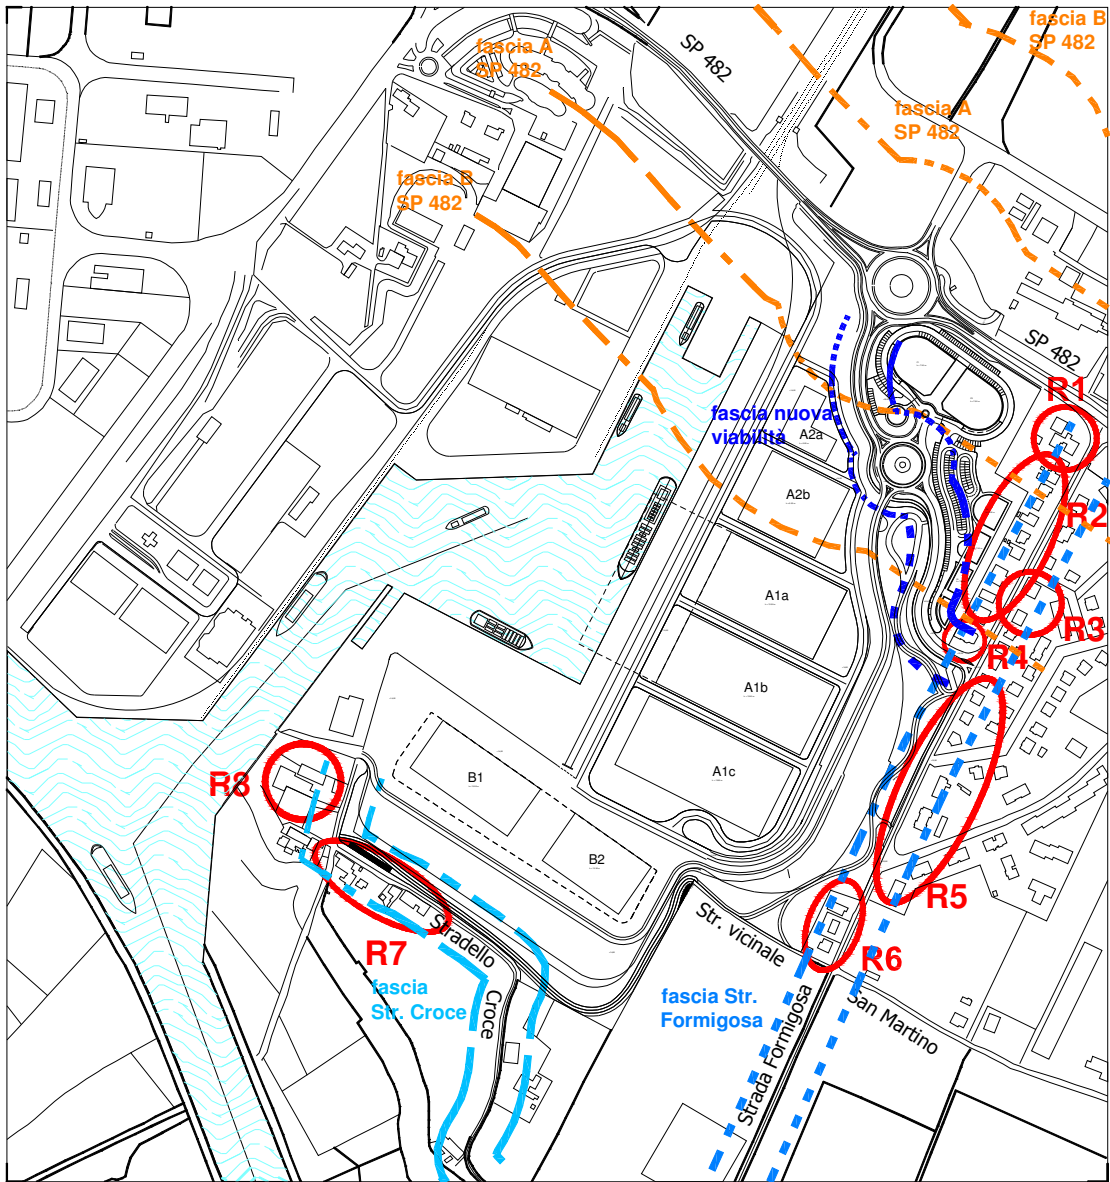 fascia B
SP 482
fascia A
SP 482
SP 482
fascia A
SP 482
fascia B
SP 482
SP 482
R1
fascia nuova
viabilità
A2a
A2b
R2
A1a
R3
R4
A1b
A1c
R8
B1
B2
R5
R7
Stradello
Croce
fascia
Str. Croce
Str. vicinale
R6
San Martino
fascia Str.
Formigosa
Strada Formigosa